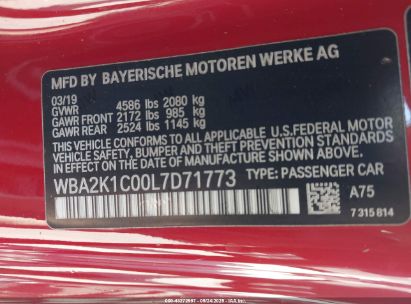 MFD BY BAYERISCHE MOTOREN WERKE AG
03/19
GVWR 4586 lbs 2080 kg
GAWR FRONT 2172 lbs 985 kg
GAWR REAR 2524 lbs 1145 kg
THIS VEHICLE CONFORMS TO ALL APPLICABLE U.S.FEDERAL MOTOR
VEHICLE SAFETY, BUMPER AND THEFT PREVENTION STANDARDS
IN EFFECT ON THE DATE OF MANUFACTURE SHOWN ABOVE.
WBA2K1C00L7D71773 TYPE: PASSENGER CAR
A75
7 315 814